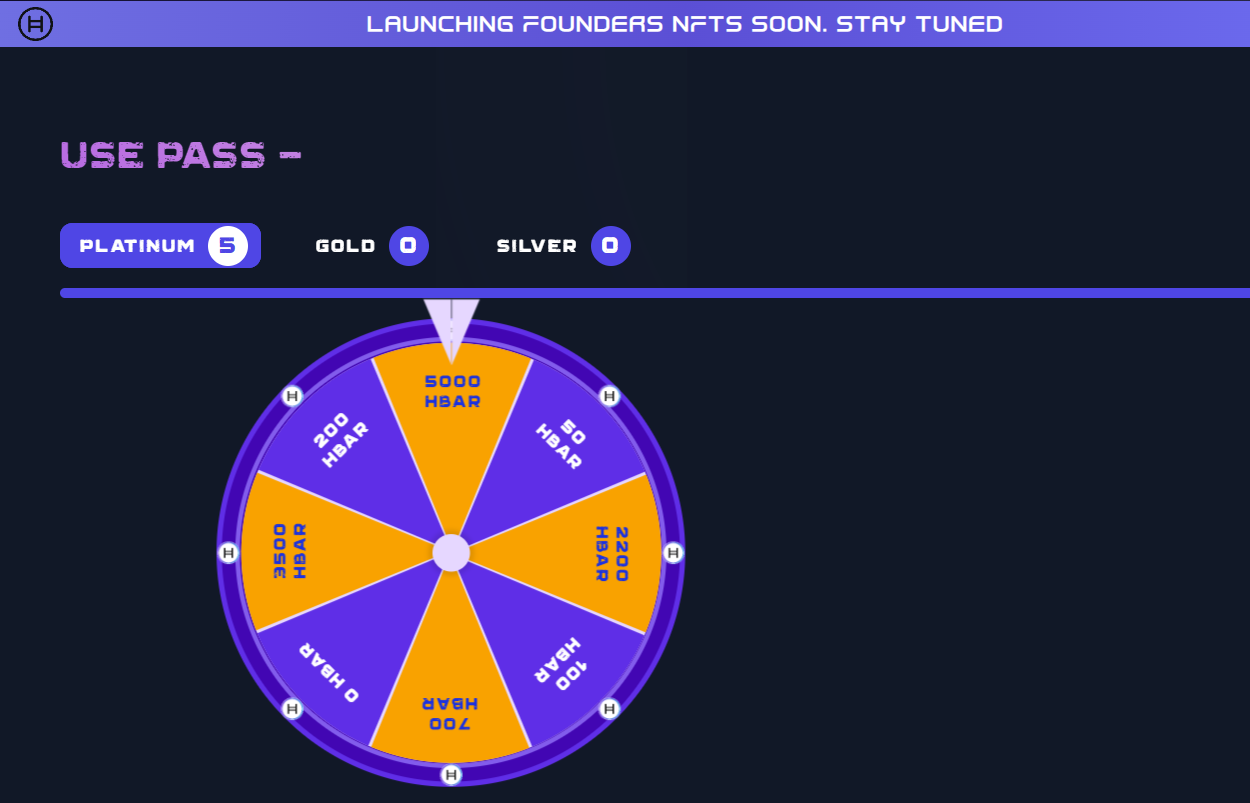 LAUNCHING FOUNDERS NFTS SOON. STAY TUNED
USE PASS -
PLATINUM 5 GOLD 0 SILVER 0
5000
HBAR
50
HBAR
2200
HBAR
100
HBAR
700
HBAR
0 HBAR
3500
HBAR
200
HBAR